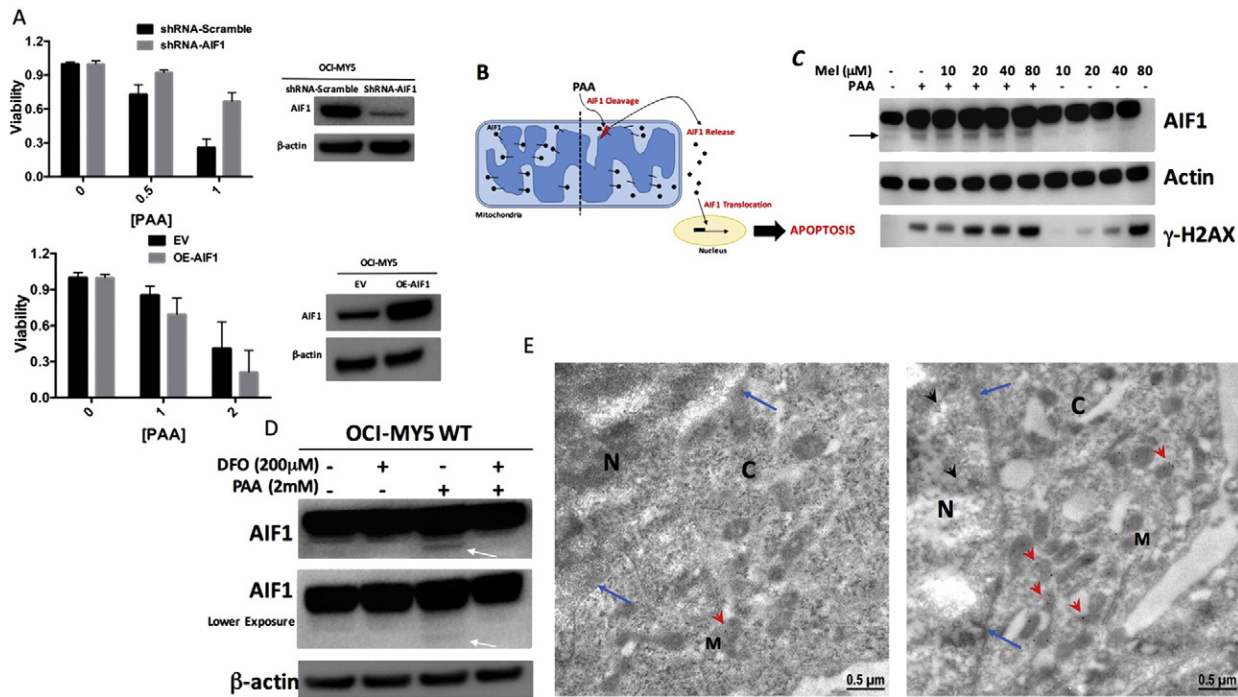 A
shRNA-Scramble
shRNA-AIF1
1.2
0.9
0.6
0.3
0.0
Viability
0
0.5
1
[PAA]
OCI-MY5
shRNA-Scramble ShRNA-AIF1
AIF1
β-actin
EV
OE-AIF1
1.2
0.9
0.6
0.3
0.0
Viability
0
1
2
[PAA]
OCI-MY5
EV OE-AIF1
AIF1
β-actin
B
PAA
AIF1 Cleavage
AIF1
AIF1 Release
Mitochondria
AIF1 Translocation
Nucleus
APOPTOSIS
C
Mel (μM) 10 20 40 80 10 20 40 80
PAA - + + + + + - - - -
AIF1
Actin
γ-H2AX
D
OCI-MY5 WT
DFO (200μM) - + - +
PAA (2mM) - - + +
AIF1
AIF1
Lower Exposure
β-actin
E
N
C
M
0.5 μm
C
N
M
0.5 μm